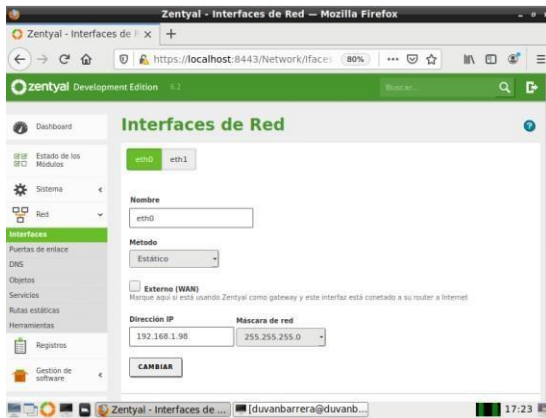 Zentyal - Interfaces de Red — Mozilla Firefox
Zentyal - Interfaces de
https://localhost:8443/Network/Ifaces
80%
zentyal Development Edition 6.2
Buscar...
Dashboard
Estado de los
Módulos
Sistema
Red
Interfaces
Puertas de enlace
DNS
Objetos
Servicios
Rutas estáticas
Herramientas
Registros
Gestión de
software
Interfaces de Red
eth0 eth1
Nombre
eth0
Metodo
Estático
Externo (WAN)
Marque aquí si está usando Zentyal como gateway y este interfaz está conetado a su router a Internet
Dirección IP Máscara de red
192.168.1.98 255.255.255.0
CAMBIAR
Zentyal - Interfaces de ... [duvanbarrera@duvanb... 17:23